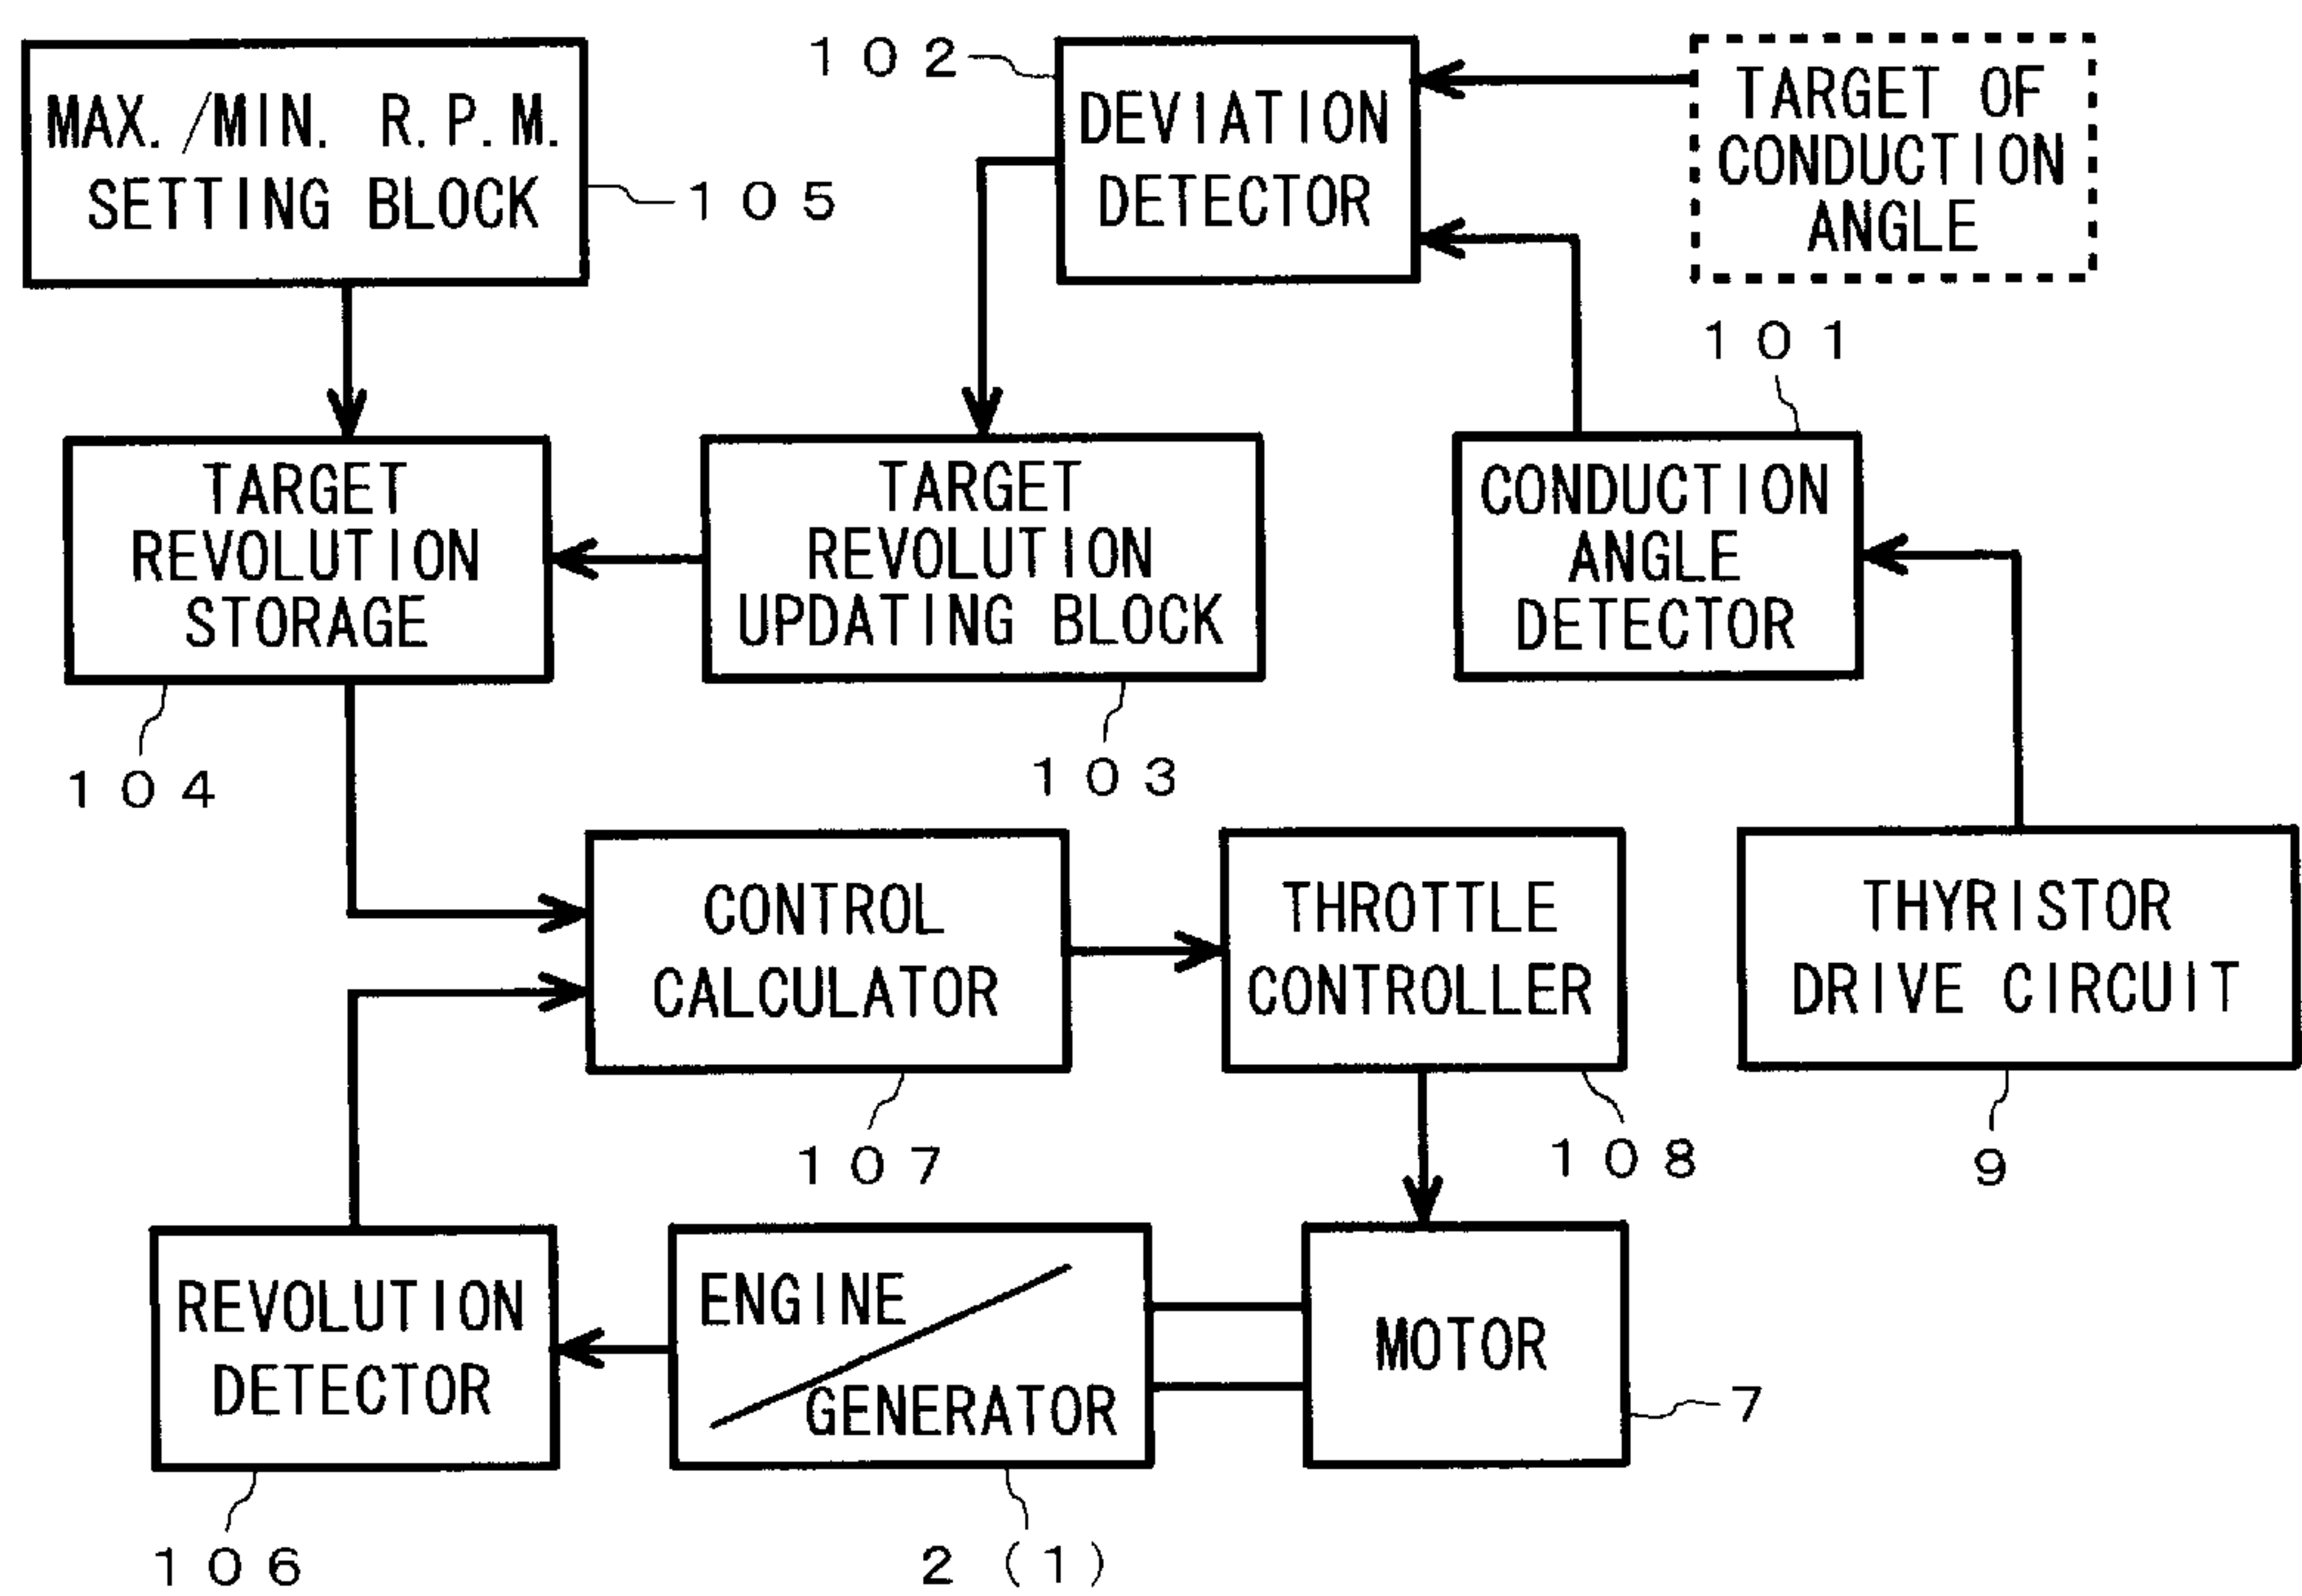 MAX./MIN. R.P.M.
SETTING BLOCK
105
102
DEVIATION
DETECTOR
TARGET OF
CONDUCTION
ANGLE
101
TARGET
REVOLUTION
STORAGE
104
TARGET
REVOLUTION
UPDATING BLOCK
103
CONDUCTION
ANGLE
DETECTOR
CONTROL
CALCULATOR
107
THROTTLE
CONTROLLER
108
THYRISTOR
DRIVE CIRCUIT
9
REVOLUTION
DETECTOR
106
ENGINE
GENERATOR
2 (1)
MOTOR
7